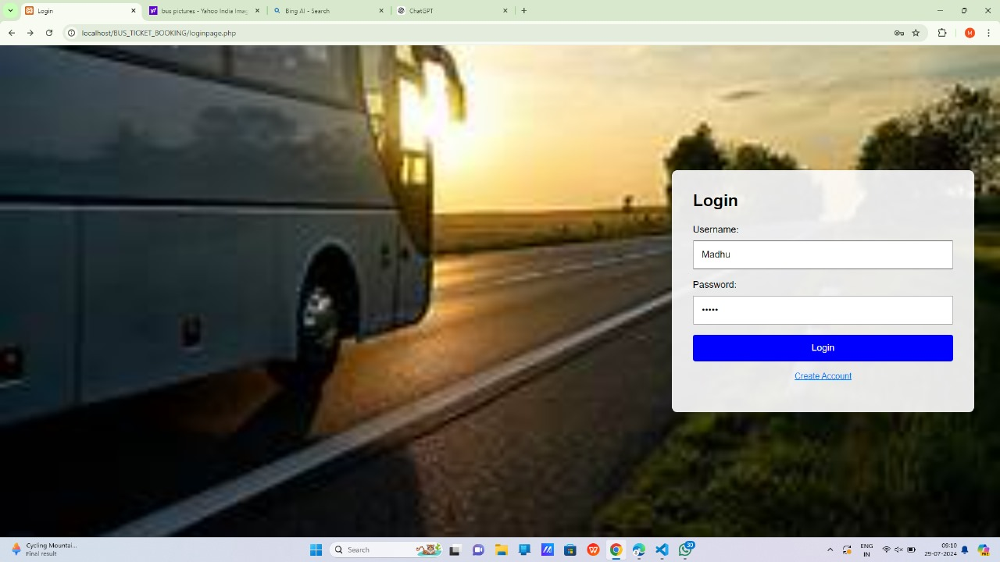 Login
bus pictures - Yahoo India Imag
Bing AI - Search
ChatGPT
localhost/BUS_TICKET_BOOKING/loginpage.php
M
Login
Username:
Madhu
Password:
•••••
Login
Create Account
Cycling Mountai...
Final result
Search
30
ENG
IN
09:10
29-07-2024